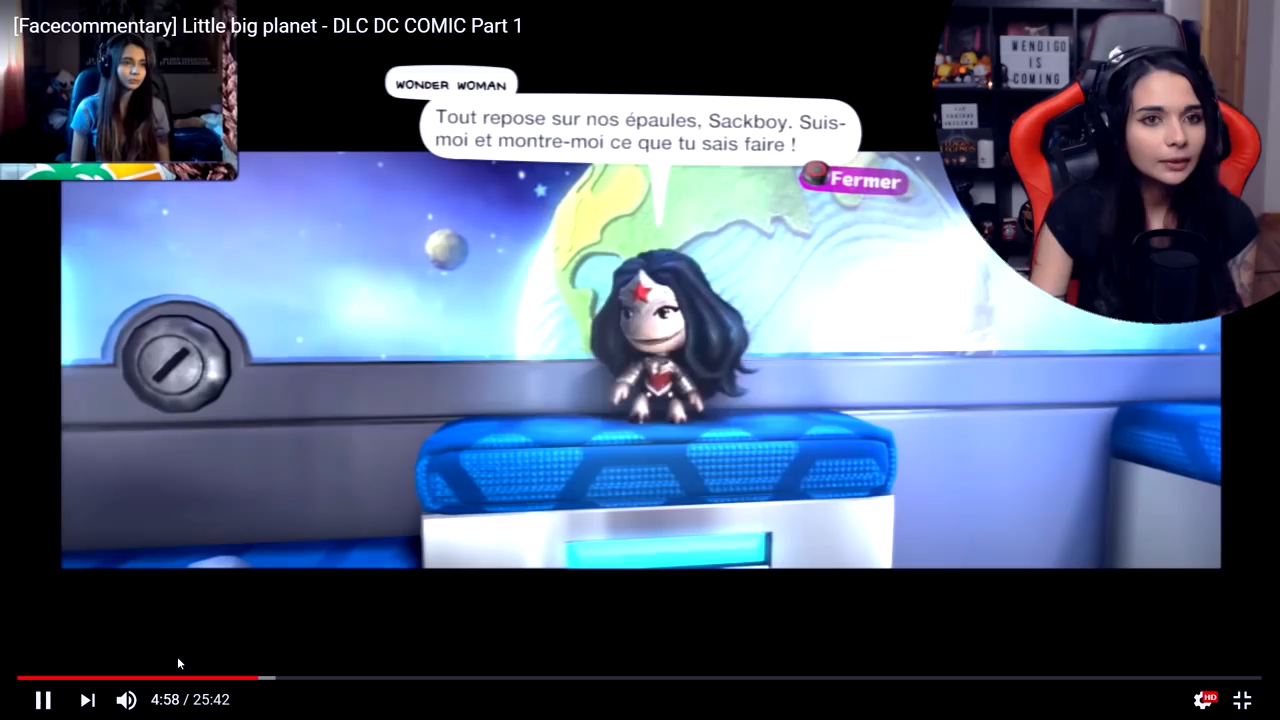 [Facecommentary] Little big planet - DLC DC COMIC Part 1
WENDIGO
IS
COMING
WONDER WOMAN
Tout repose sur nos épaules, Sackboy. Suis-
moi et montre-moi ce que tu sais faire !
Fermer
4:58 / 25:42
HD